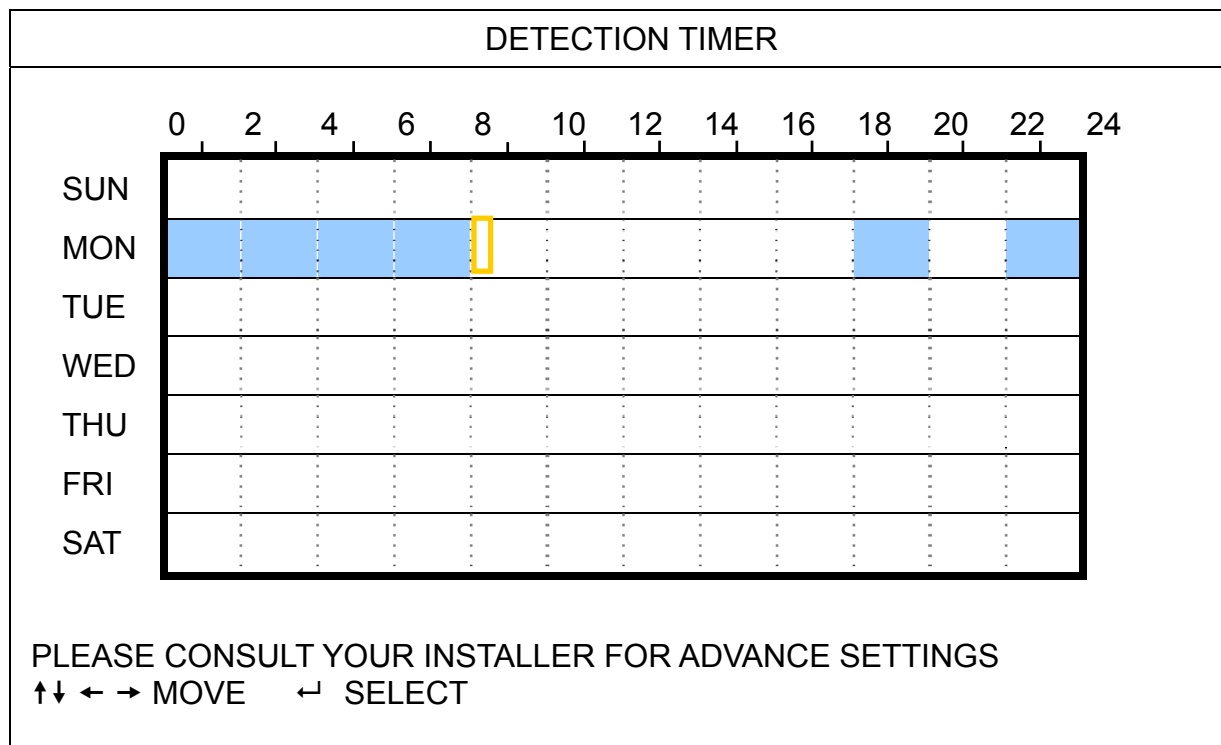 DETECTION TIMER
0 2 4 6 8 10 12 14 16 18 20 22 24
SUN
MON
TUE
WED
THU
FRI
SAT
PLEASE CONSULT YOUR INSTALLER FOR ADVANCE SETTINGS
↑↓ ← → MOVE ↵ SELECT